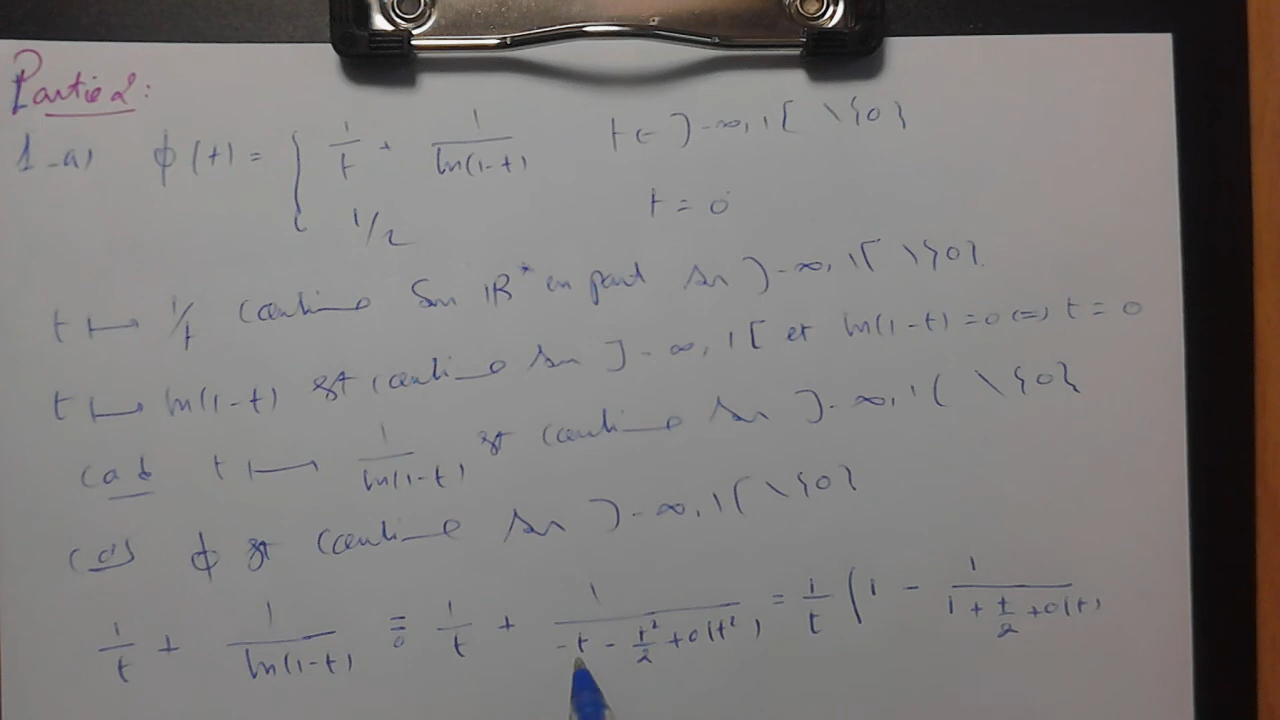 Partie 2 :
1-a) ϕ(t) = { 1/t + 1/ln(1-t) t ∈ ]-∞,1[ \{0}
1/2 t = 0
t ⟼ 1/t continue sur ℝ* en part sur ]-∞,1[ \{0}
t ⟼ ln(1-t) est continue sur ]-∞,1[ et ln(1-t)=0 ⇔ t = 0
cad t ⟼ 1/ln(1-t) est continue sur ]-∞,1[ \{0}
ϕ est continue sur ]-∞,1[ \{0}
1/t + 1/ln(1-t) =₀ 1/t + 1/(-t - t²/2 + o(t²)) = 1/t (1 - 1/(1 + t/2 + o(t))